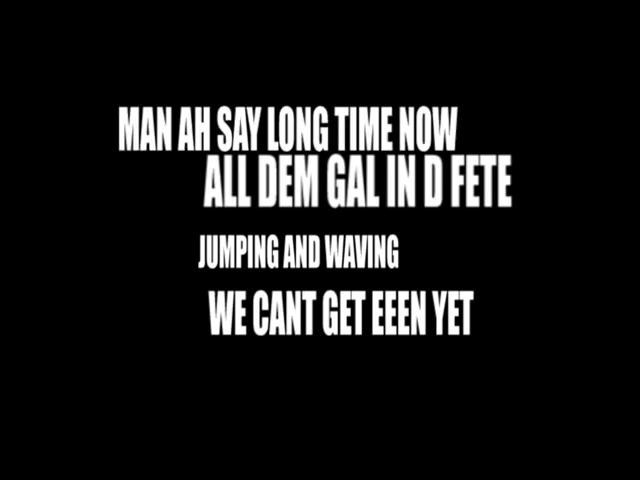 MAN AH SAY LONG TIME NOW
ALL DEM GAL IN D FETE
JUMPING AND WAVING
WE CANT GET EEEN YET